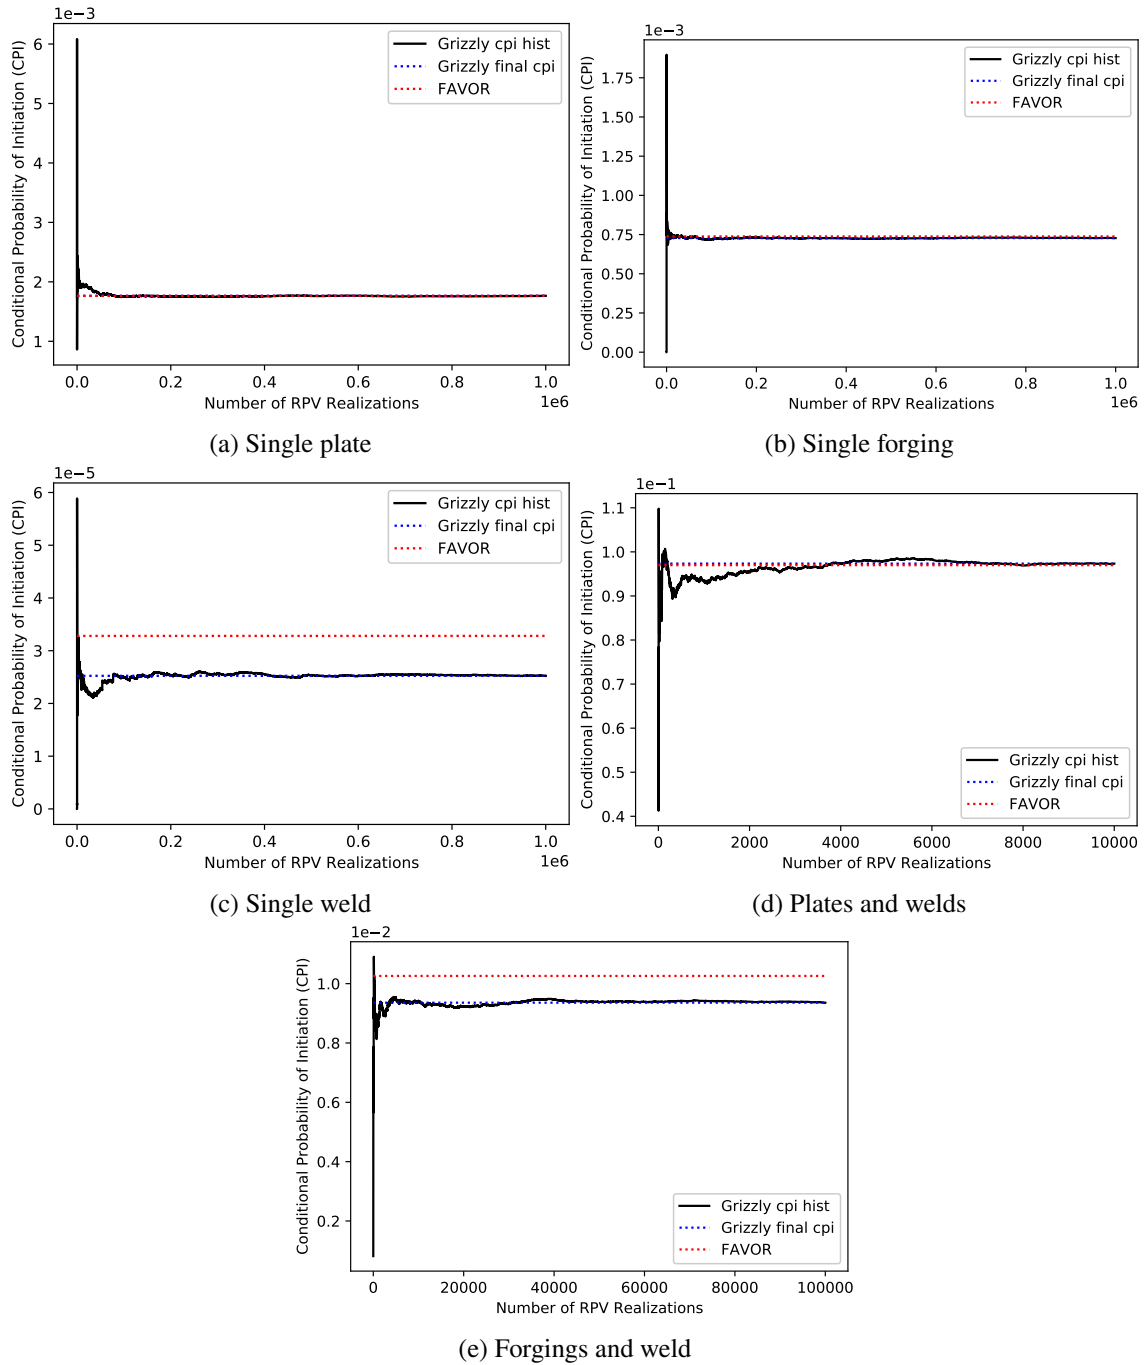 1e−3
Conditional Probability of Initiation (CPI)
6
5
4
3
2
1
Grizzly cpi hist
Grizzly final cpi
FAVOR
0.0 0.2 0.4 0.6 0.8 1.0
1e6
Number of RPV Realizations
(a) Single plate
1e−3
Conditional Probability of Initiation (CPI)
1.75
1.50
1.25
1.00
0.75
0.50
0.25
0.00
Grizzly cpi hist
Grizzly final cpi
FAVOR
0.0 0.2 0.4 0.6 0.8 1.0
1e6
Number of RPV Realizations
(b) Single forging
1e−5
Conditional Probability of Initiation (CPI)
6
5
4
3
2
1
0
Grizzly cpi hist
Grizzly final cpi
FAVOR
0.0 0.2 0.4 0.6 0.8 1.0
1e6
Number of RPV Realizations
(c) Single weld
1e−1
Conditional Probability of Initiation (CPI)
1.1
1.0
0.9
0.8
0.7
0.6
0.5
0.4
Grizzly cpi hist
Grizzly final cpi
FAVOR
0 2000 4000 6000 8000 10000
Number of RPV Realizations
(d) Plates and welds
1e−2
Conditional Probability of Initiation (CPI)
1.0
0.8
0.6
0.4
0.2
Grizzly cpi hist
Grizzly final cpi
FAVOR
0 20000 40000 60000 80000 100000
Number of RPV Realizations
(e) Forgings and weld